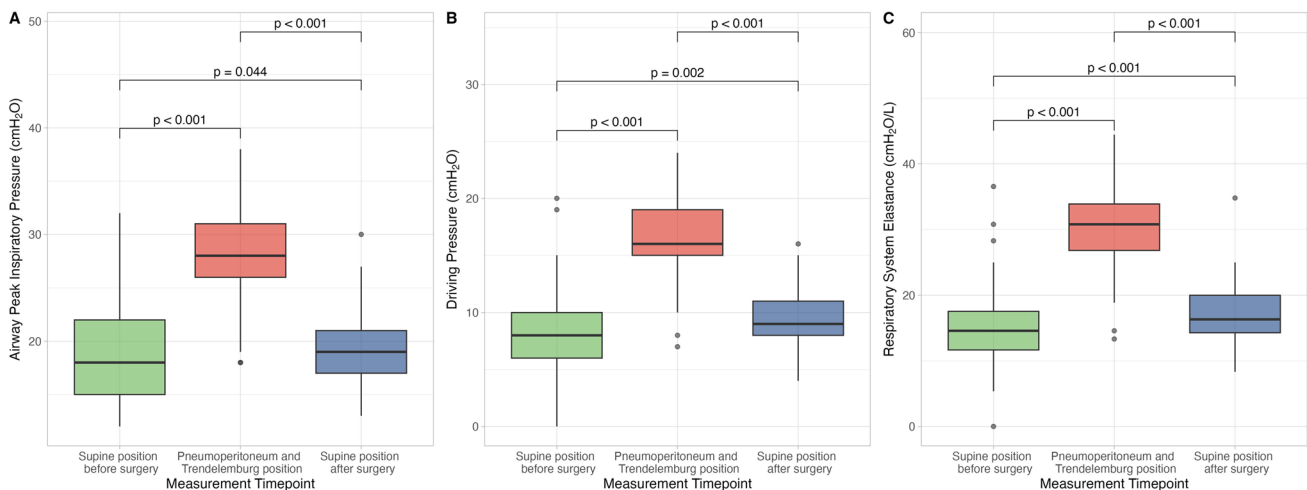 A
Airway Peak Inspiratory Pressure (cmH₂O)
50
40
30
20
p < 0.001
p = 0.044
p < 0.001
Supine position
before surgery
Pneumoperitoneum and
Trendelemburg position
Supine position
after surgery
Measurement Timepoint
B
Driving Pressure (cmH₂O)
30
20
10
0
p < 0.001
p = 0.002
p < 0.001
Supine position
before surgery
Pneumoperitoneum and
Trendelemburg position
Supine position
after surgery
Measurement Timepoint
C
Respiratory System Elastance (cmH₂O/L)
60
40
20
0
p < 0.001
p < 0.001
p < 0.001
Supine position
before surgery
Pneumoperitoneum and
Trendelemburg position
Supine position
after surgery
Measurement Timepoint